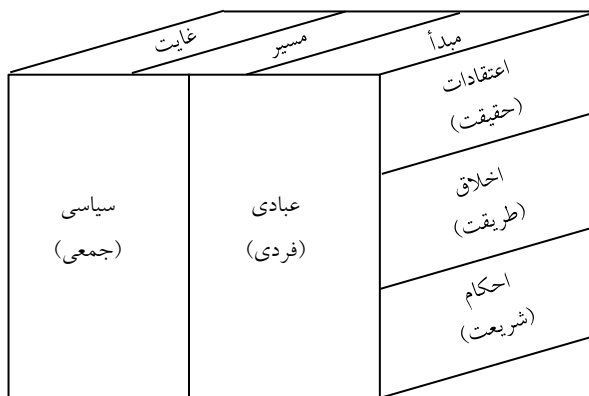 مبدأ
مسیر
غایت
اعتقادات
(حقیقت)
اخلاق
(طریقت)
احکام
(شریعت)
عبادی
(فردی)
سیاسی
(جمعی)